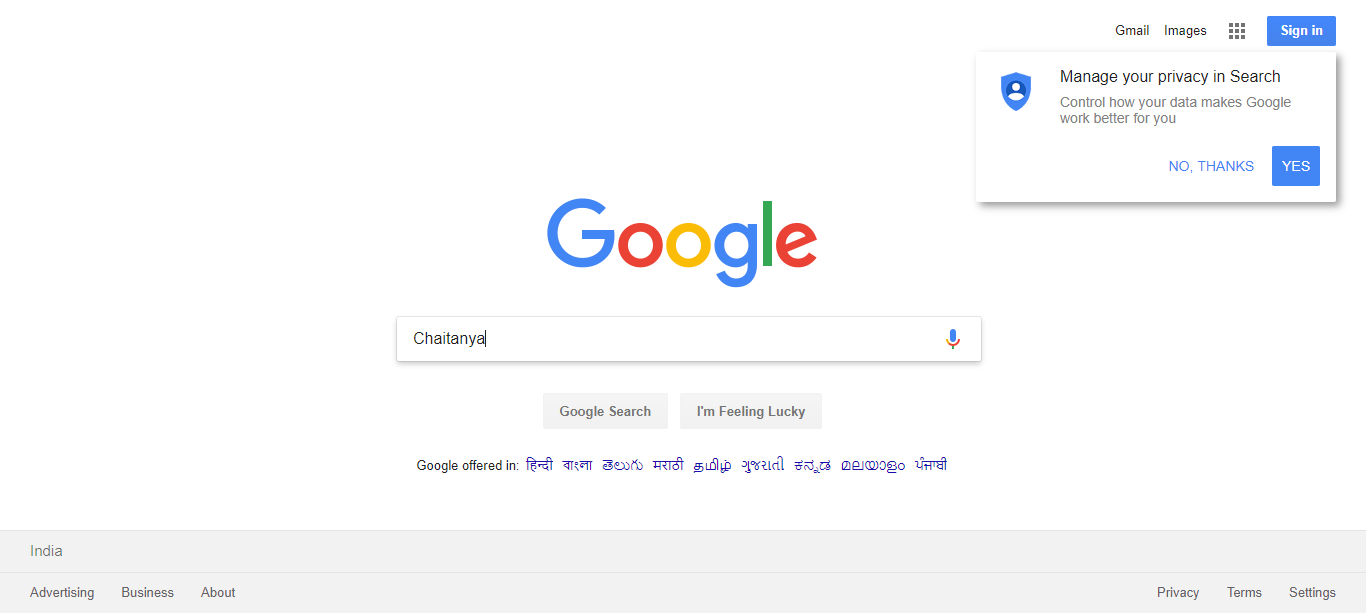 Gmail Images Sign in
Manage your privacy in Search
Control how your data makes Google
work better for you
NO, THANKS YES
Google
Chaitanya
Google Search I'm Feeling Lucky
Google offered in: हिन्दी বাংলা తెలుగు मराठी தமிழ் ગુજરાતી ಕನ್ನಡ മലയാളം ਪੰਜਾਬੀ
India
Advertising Business About Privacy Terms Settings